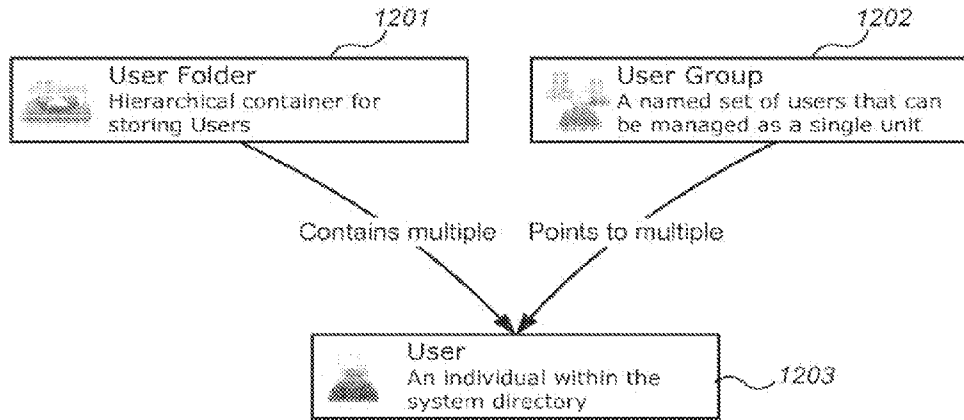 1201
1202
User Folder
Hierarchical container for
storing Users
User Group
A named set of users that can
be managed as a single unit
Contains multiple
Points to multiple
User
An individual within the
system directory
1203